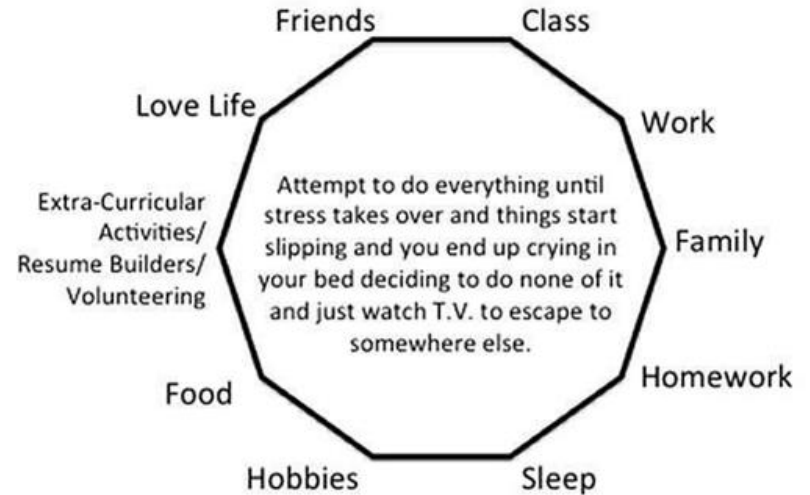 Friends
Class
Love Life
Work
Extra-Curricular
Activities/
Resume Builders/
Volunteering
Attempt to do everything until
stress takes over and things start
slipping and you end up crying in
your bed deciding to do none of it
and just watch T.V. to escape to
somewhere else.
Family
Food
Homework
Hobbies
Sleep